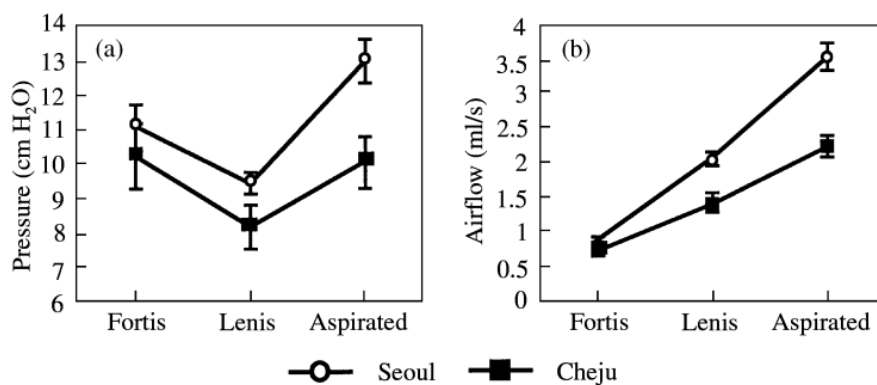 (a)
Pressure (cm H₂O)
14
13
12
11
10
9
8
7
6
Fortis Lenis Aspirated
(b)
Airflow (ml/s)
4
3.5
3
2.5
2
1.5
1
0.5
0
Fortis Lenis Aspirated
Seoul Cheju